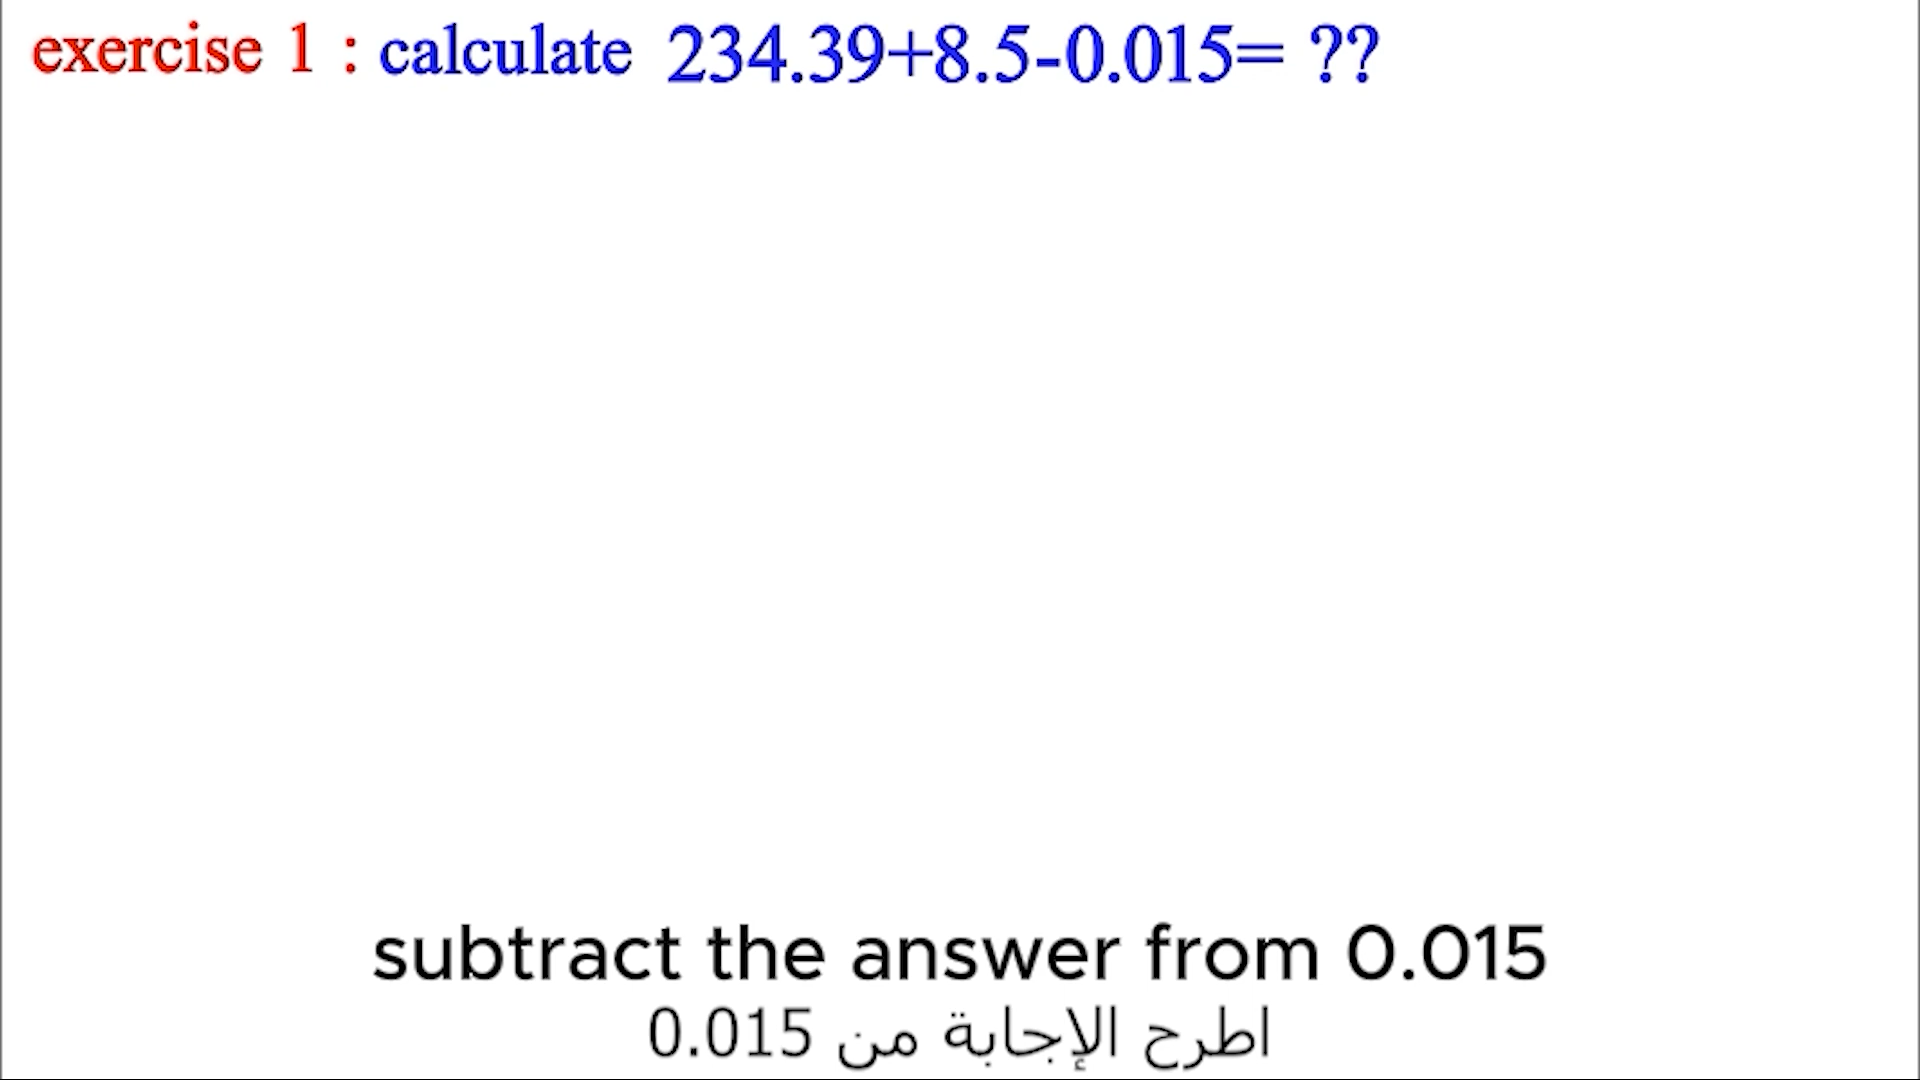 exercise 1 : calculate 234.39+8.5-0.015= ??
subtract the answer from 0.015
اطرح الإجابة من 0.015